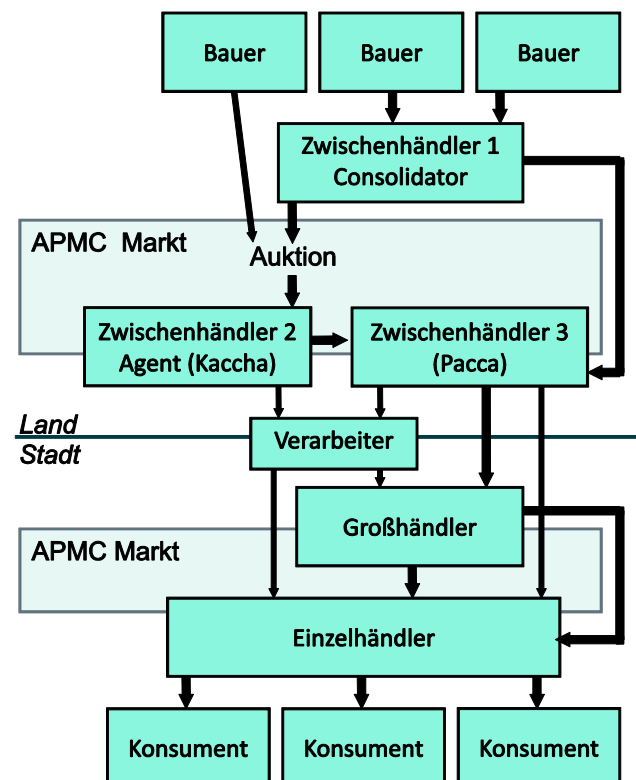 Bauer
Bauer
Bauer
Zwischenhändler 1
Consolidator
APMC Markt
Auktion
Zwischenhändler 2
Agent (Kaccha)
Zwischenhändler 3
(Pacca)
Land
Stadt
Verarbeiter
Großhändler
APMC Markt
Einzelhändler
Konsument
Konsument
Konsument